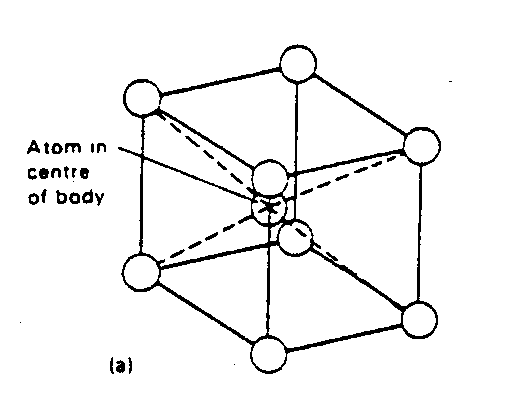 Atom in
centre
of body
(a)